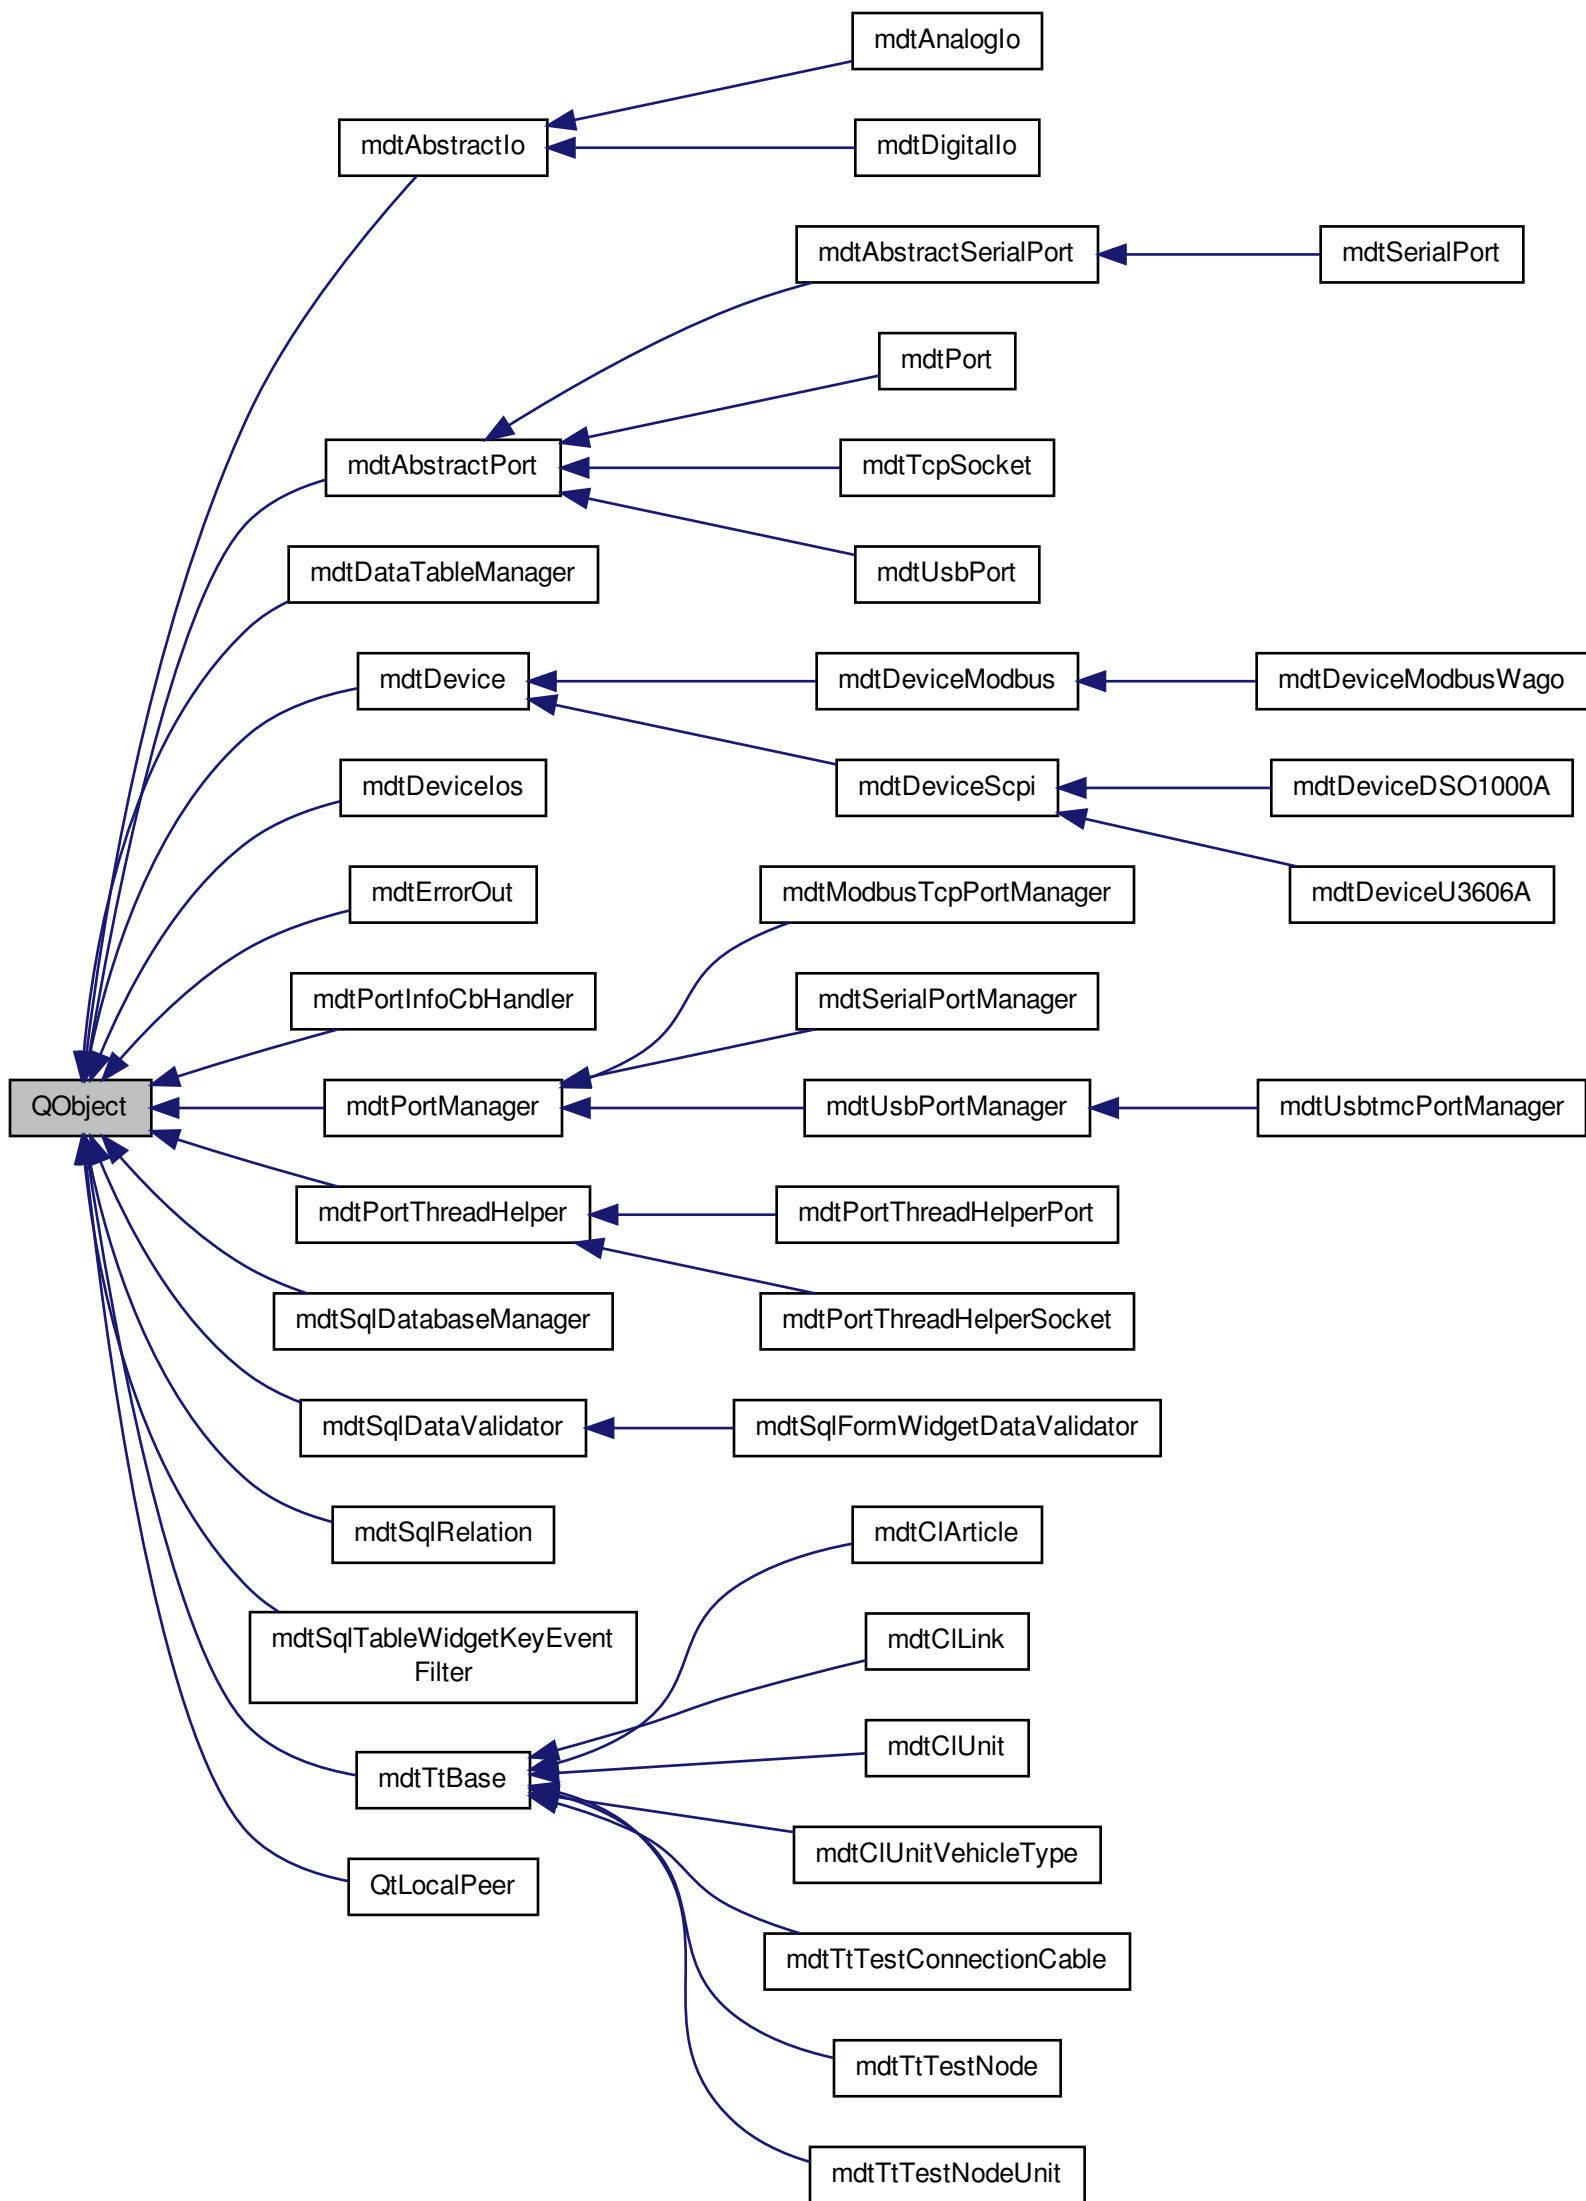 mdtAnalogIo
mdtAbstractIo
mdtDigitalIo
mdtAbstractSerialPort
mdtSerialPort
mdtPort
mdtAbstractPort
mdtTcpSocket
mdtDataTableManager
mdtUsbPort
mdtDevice
mdtDeviceModbus
mdtDeviceModbusWago
mdtDeviceIos
mdtDeviceScpi
mdtDeviceDSO1000A
mdtErrorOut
mdtModbusTcpPortManager
mdtDeviceU3606A
mdtPortInfoCbHandler
mdtSerialPortManager
QObject
mdtPortManager
mdtUsbPortManager
mdtUsbtmcPortManager
mdtPortThreadHelper
mdtPortThreadHelperPort
mdtSqlDatabaseManager
mdtPortThreadHelperSocket
mdtSqlDataValidator
mdtSqlFormWidgetDataValidator
mdtSqlRelation
mdtClArticle
mdtSqlTableWidgetKeyEvent
Filter
mdtClLink
mdtClUnit
mdtTtBase
mdtClUnitVehicleType
QtLocalPeer
mdtTtTestConnectionCable
mdtTtTestNode
mdtTtTestNodeUnit